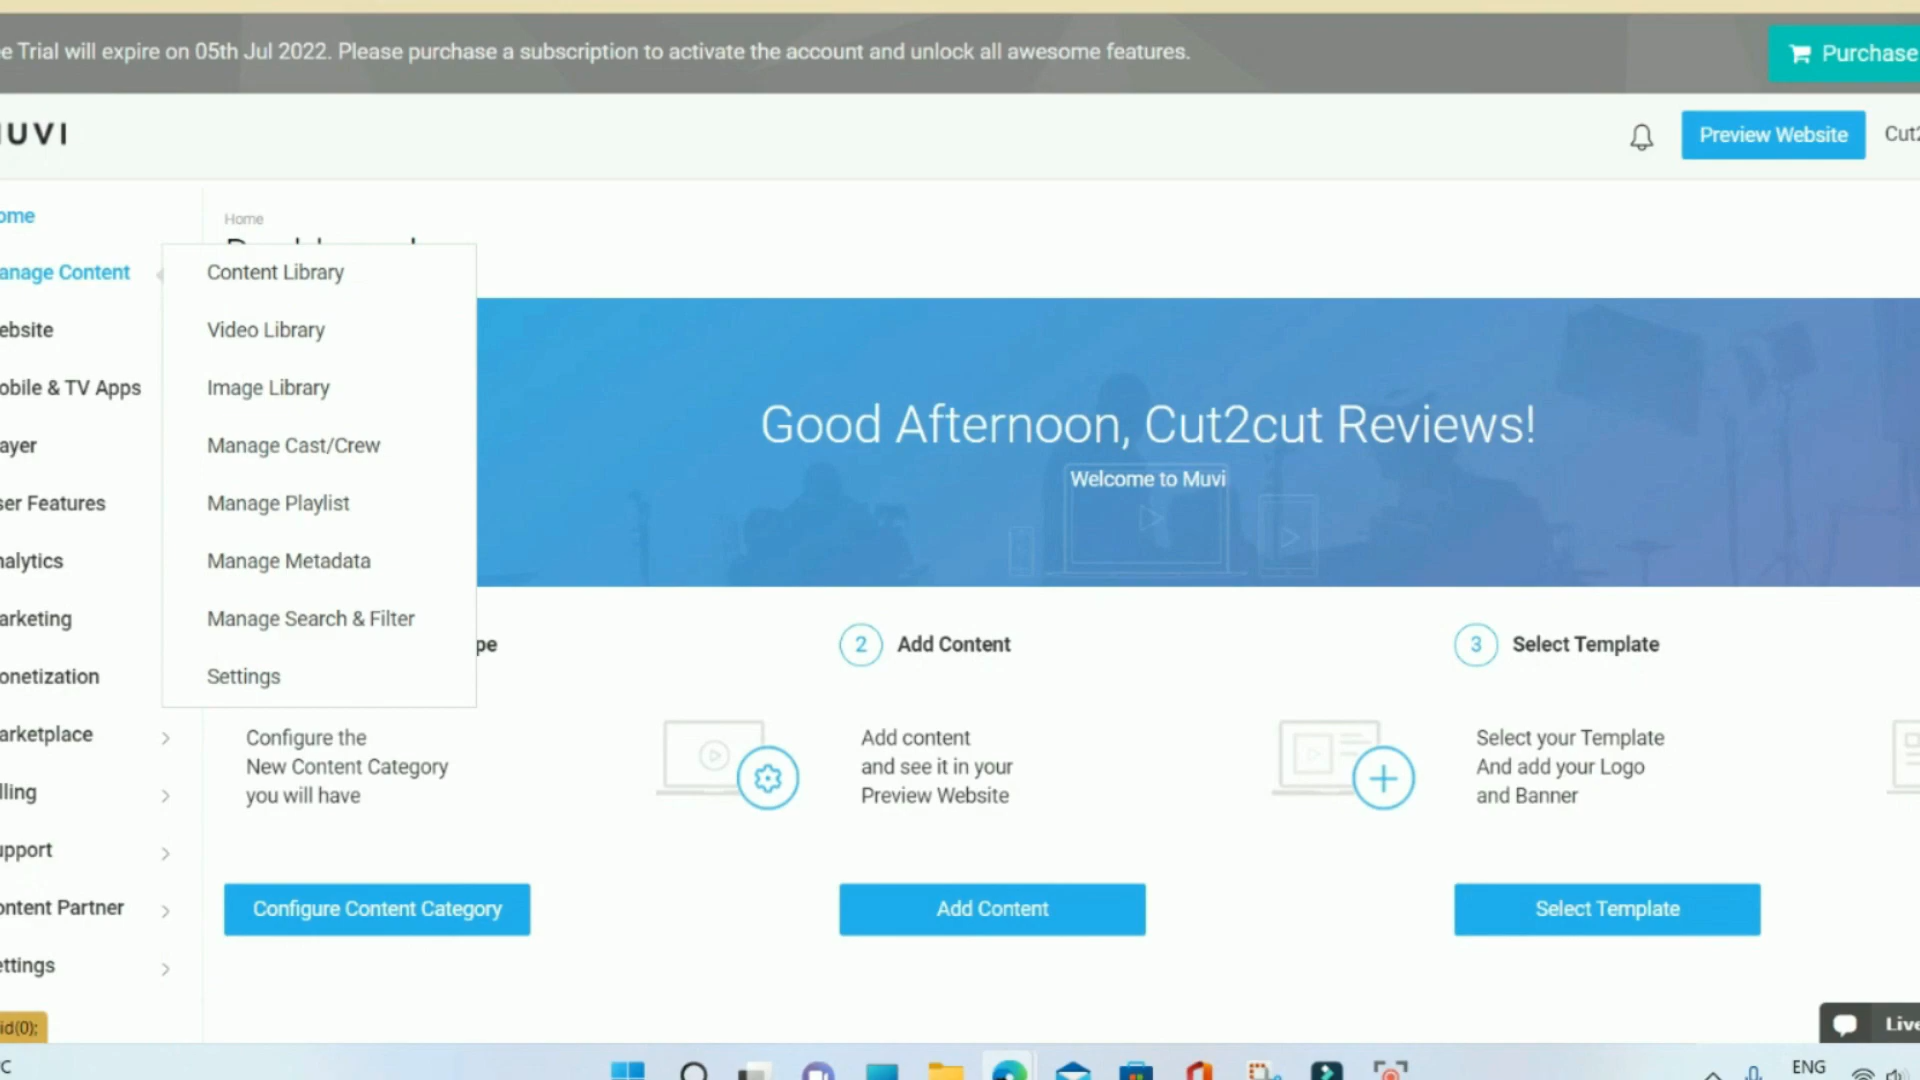 e Trial will expire on 05th Jul 2022. Please purchase a subscription to activate the account and unlock all awesome features.
Purchase
UVI
Preview Website
Cut2
ome
Home
anage Content
Content Library
ebsite
Video Library
obile & TV Apps
Image Library
ayer
Manage Cast/Crew
ser Features
Manage Playlist
nalytics
Manage Metadata
arketing
Manage Search & Filter
onetization
Settings
arketplace
lling
upport
ontent Partner
ettings
Good Afternoon, Cut2cut Reviews!
Welcome to Muvi
pe
Configure the
New Content Category
you will have
Configure Content Category
2 Add Content
Add content
and see it in your
Preview Website
Add Content
3 Select Template
Select your Template
And add your Logo
and Banner
Select Template
id(0);
Live
C
ENG